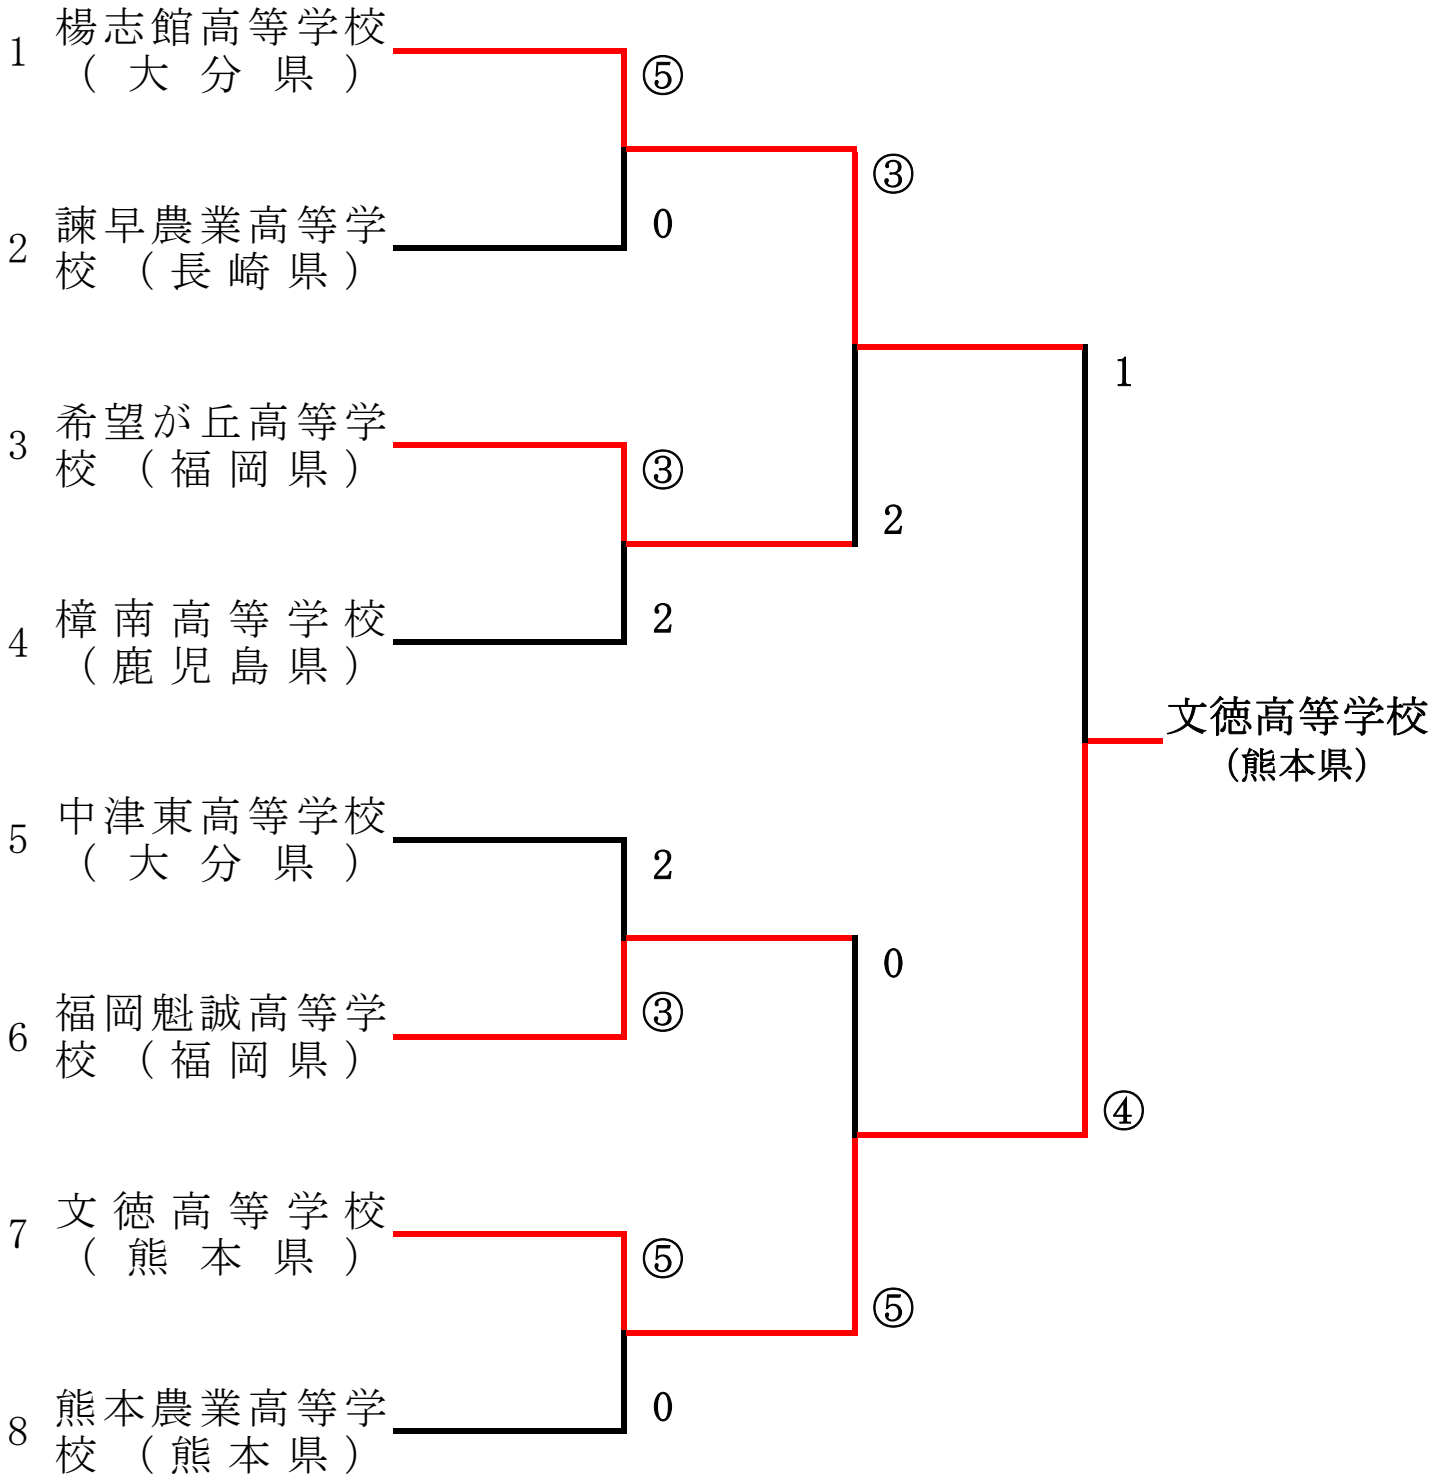 1
楊志館高等学校
（大分県）
⑤
③
2
諫早農業高等学
校（長崎県）
0
1
3
希望が丘高等学
校（福岡県）
③
2
4
樟南高等学校
（鹿児島県）
2
文徳高等学校
（熊本県）
5
中津東高等学校
（大分県）
2
0
6
福岡魁誠高等学
校（福岡県）
③
④
7
文徳高等学校
（熊本県）
⑤
⑤
8
熊本農業高等学
校（熊本県）
0